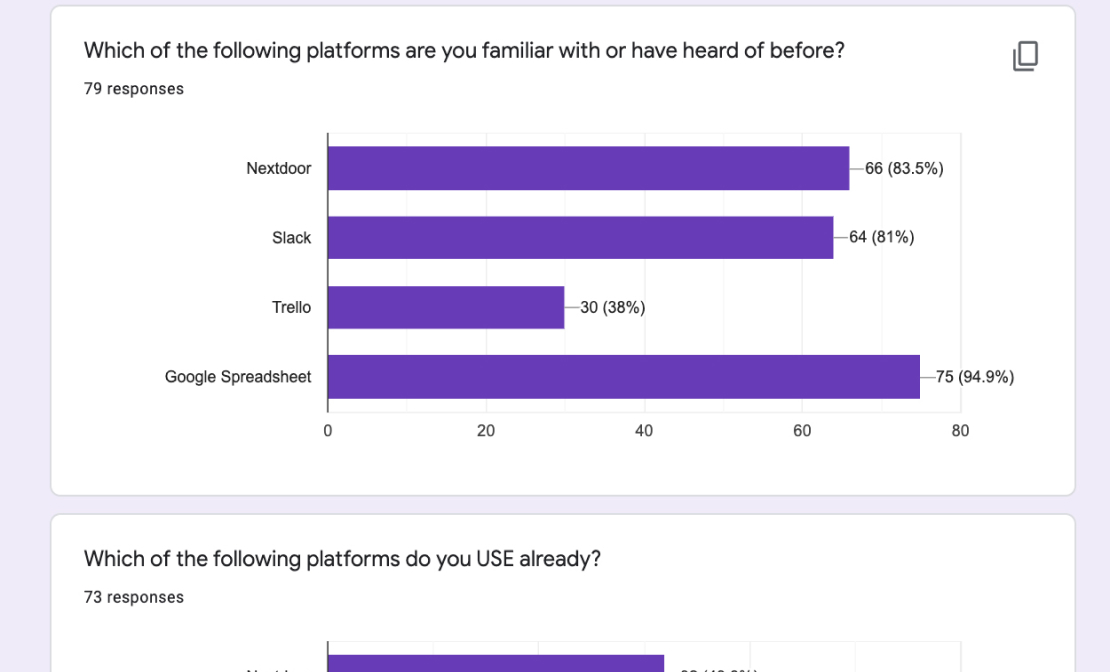 Which of the following platforms are you familiar with or have heard of before?
79 responses
Nextdoor
66 (83.5%)
Slack
64 (81%)
Trello
30 (38%)
Google Spreadsheet
75 (94.9%)
0 20 40 60 80
Which of the following platforms do you USE already?
73 responses